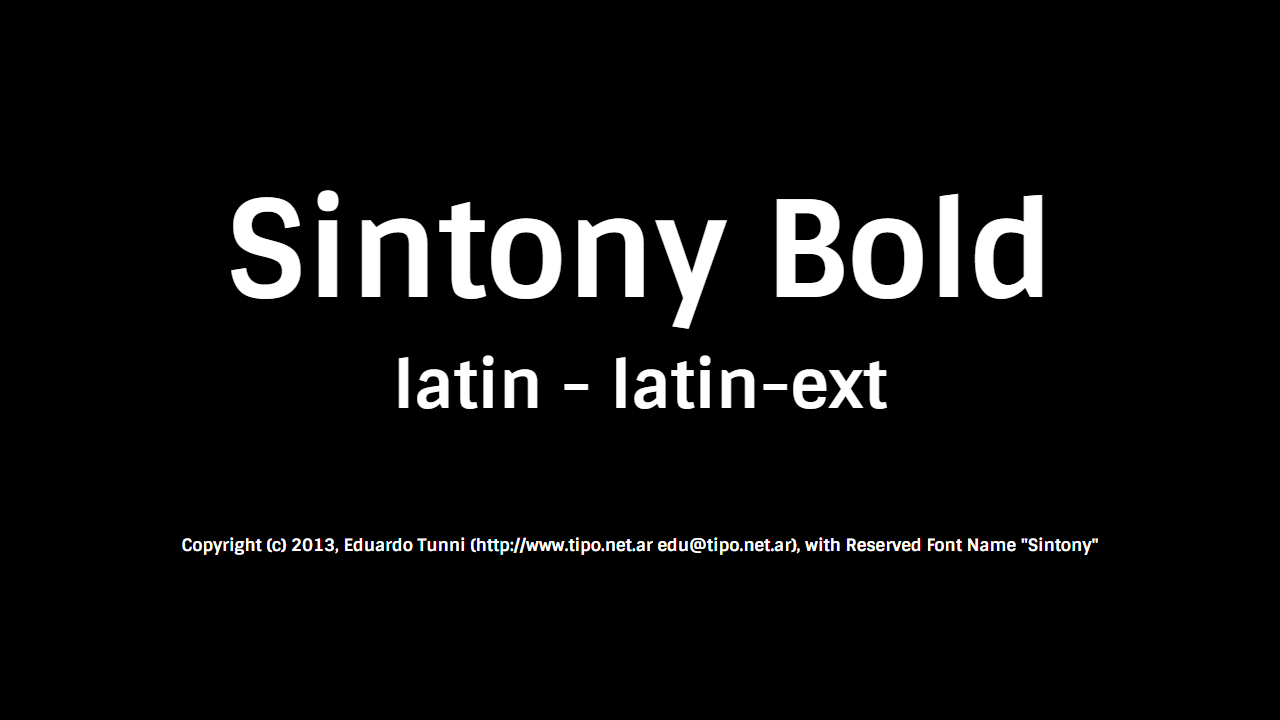 Sintony Bold
latin - latin-ext
Copyright (c) 2013, Eduardo Tunni (http://www.tipo.net.ar edu@tipo.net.ar), with Reserved Font Name "Sintony"